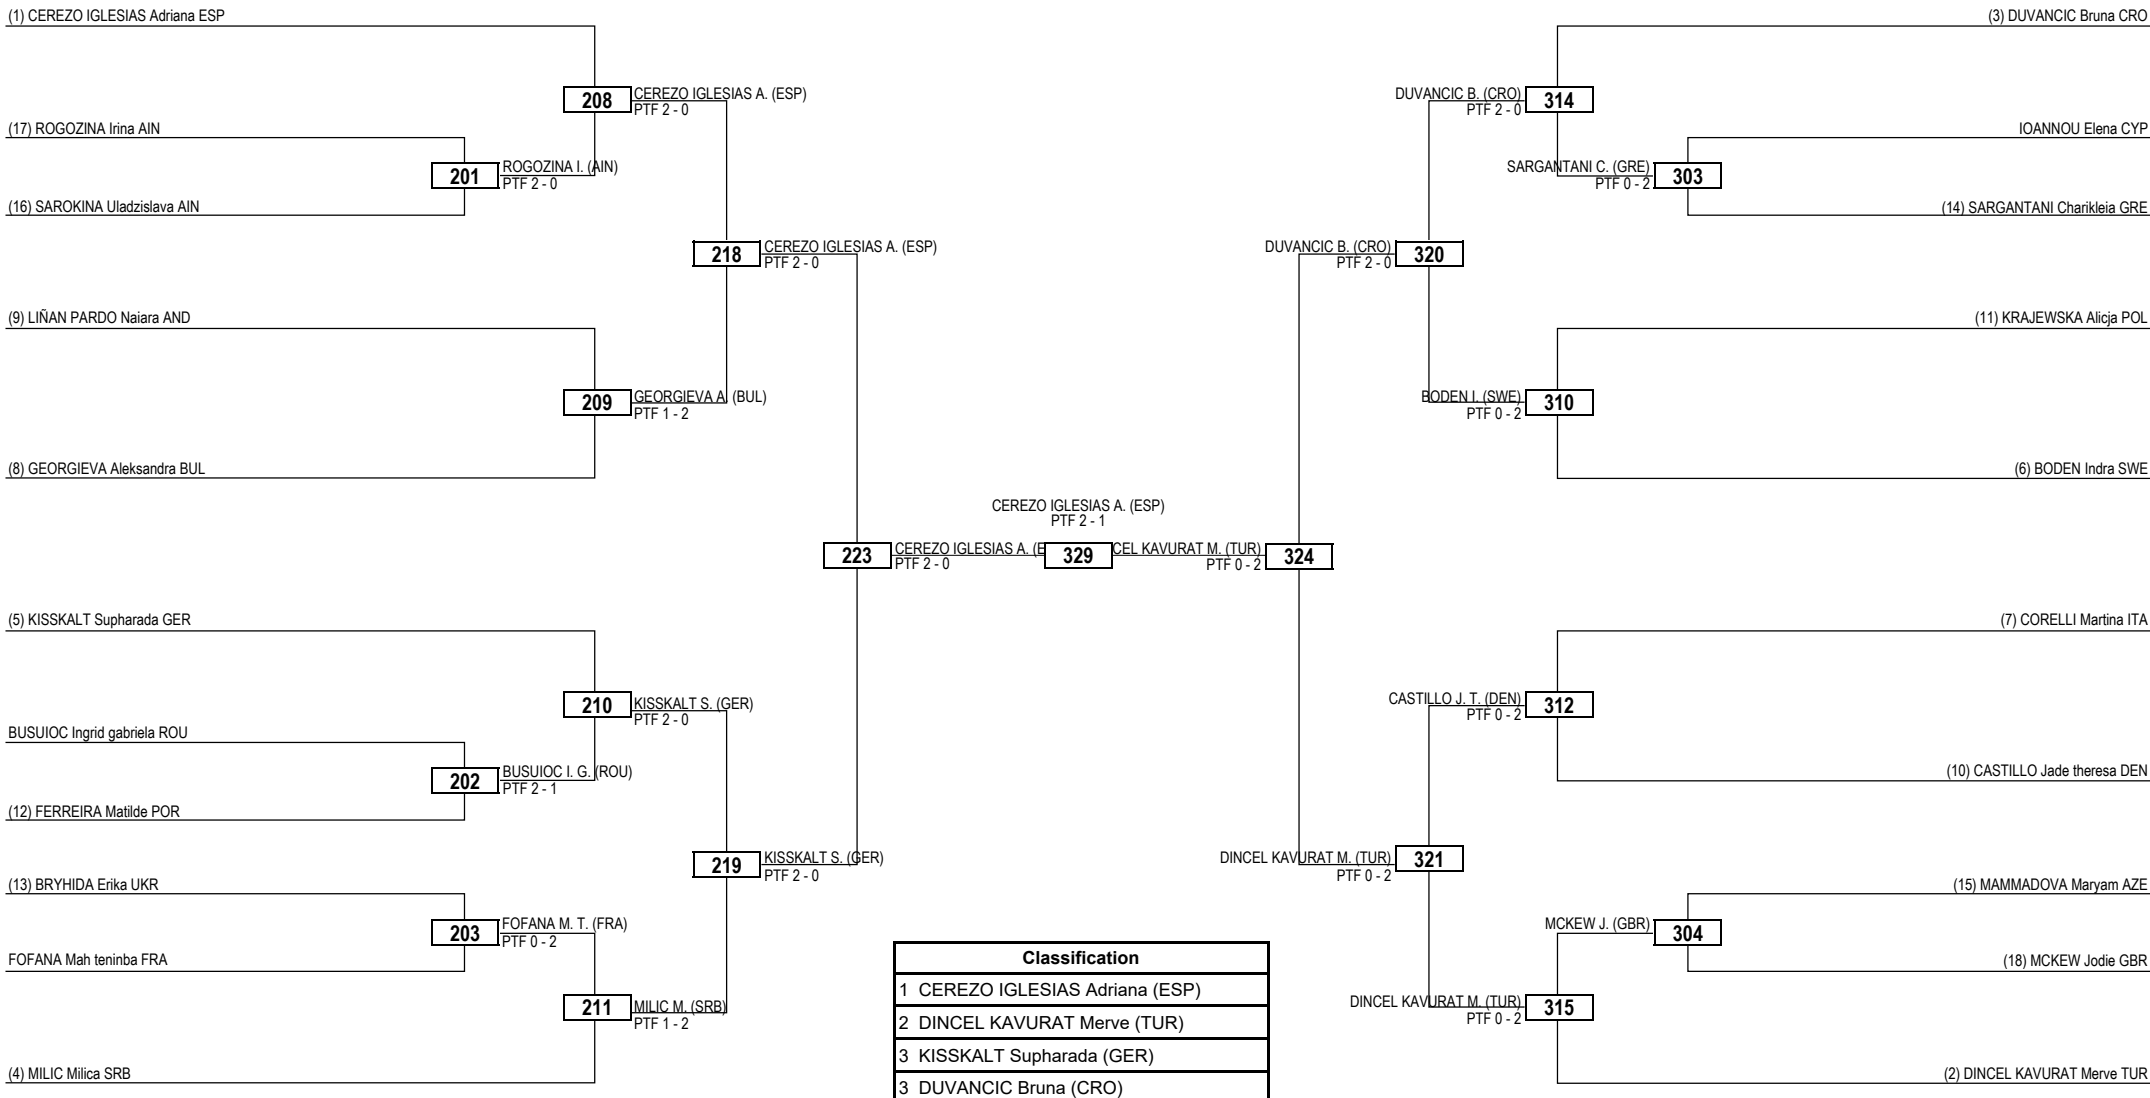 (1) CEREZO IGLESIAS Adriana ESP
(3) DUVANCIC Bruna CRO
208
CEREZO IGLESIAS A. (ESP)
PTF 2 - 0
DUVANCIC B. (CRO)
PTF 2 - 0
314
(17) ROGOZINA Irina AIN
IOANNOU Elena CYP
201
ROGOZINA I. (AIN)
PTF 2 - 0
SARGANTANI C. (GRE)
PTF 0 - 2
303
(16) SAROKINA Uladzislava AIN
(14) SARGANTANI Charikleia GRE
218
CEREZO IGLESIAS A. (ESP)
PTF 2 - 0
DUVANCIC B. (CRO)
PTF 2 - 0
320
(9) LIÑAN PARDO Naiara AND
(11) KRAJEWSKA Alicja POL
209
GEORGIEVA A. (BUL)
PTF 1 - 2
BODEN I. (SWE)
PTF 0 - 2
310
(8) GEORGIEVA Aleksandra BUL
(6) BODEN Indra SWE
CEREZO IGLESIAS A. (ESP)
PTF 2 - 1
223
CEREZO IGLESIAS A. (E
PTF 2 - 0
329
CEL KAVURAT M. (TUR)
PTF 0 - 2
324
(5) KISSKALT Supharada GER
(7) CORELLI Martina ITA
210
KISSKALT S. (GER)
PTF 2 - 0
CASTILLO J. T. (DEN)
PTF 0 - 2
312
BUSUIOC Ingrid gabriela ROU
(10) CASTILLO Jade theresa DEN
202
BUSUIOC I. G. (ROU)
PTF 2 - 1
(12) FERREIRA Matilde POR
219
KISSKALT S. (GER)
PTF 2 - 0
DINCEL KAVURAT M. (TUR)
PTF 0 - 2
321
(13) BRYHIDA Erika UKR
(15) MAMMADOVA Maryam AZE
203
FOFANA M. T. (FRA)
PTF 0 - 2
MCKEW J. (GBR)
304
FOFANA Mah teninba FRA
(18) MCKEW Jodie GBR
211
MILIC M. (SRB)
PTF 1 - 2
DINCEL KAVURAT M. (TUR)
PTF 0 - 2
315
(4) MILIC Milica SRB
(2) DINCEL KAVURAT Merve TUR
Classification
1 CEREZO IGLESIAS Adriana (ESP)
2 DINCEL KAVURAT Merve (TUR)
3 KISSKALT Supharada (GER)
3 DUVANCIC Bruna (CRO)